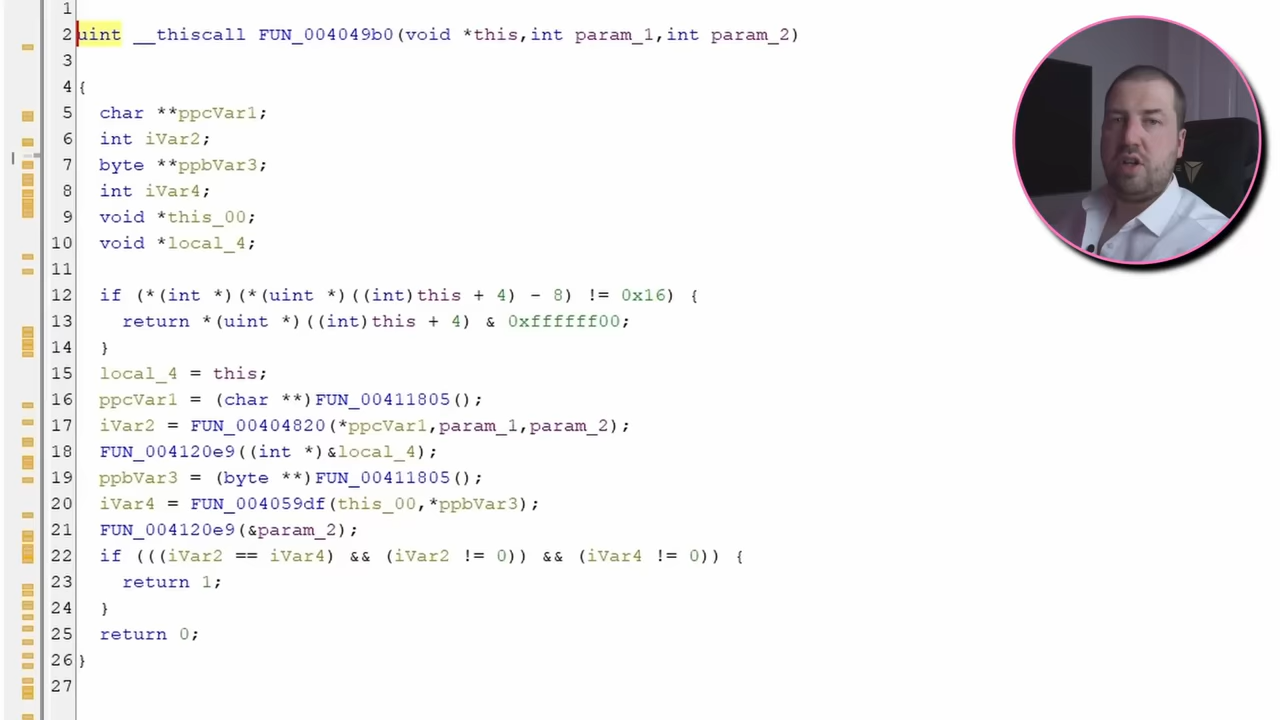 1
2 uint __thiscall FUN_004049b0(void *this,int param_1,int param_2)
3
4 {
5 char **ppcVar1;
6 int iVar2;
7 byte **ppbVar3;
8 int iVar4;
9 void *this_00;
10 void *local_4;
11
12 if (*(int *)(*(uint *)((int)this + 4) - 8) != 0x16) {
13 return *(uint *)((int)this + 4) & 0xffffff00;
14 }
15 local_4 = this;
16 ppcVar1 = (char **)FUN_00411805();
17 iVar2 = FUN_00404820(*ppcVar1,param_1,param_2);
18 FUN_004120e9((int *)&local_4);
19 ppbVar3 = (byte **)FUN_00411805();
20 iVar4 = FUN_004059df(this_00,*ppbVar3);
21 FUN_004120e9(&param_2);
22 if (((iVar2 == iVar4) && (iVar2 != 0)) && (iVar4 != 0)) {
23 return 1;
24 }
25 return 0;
26 }
27